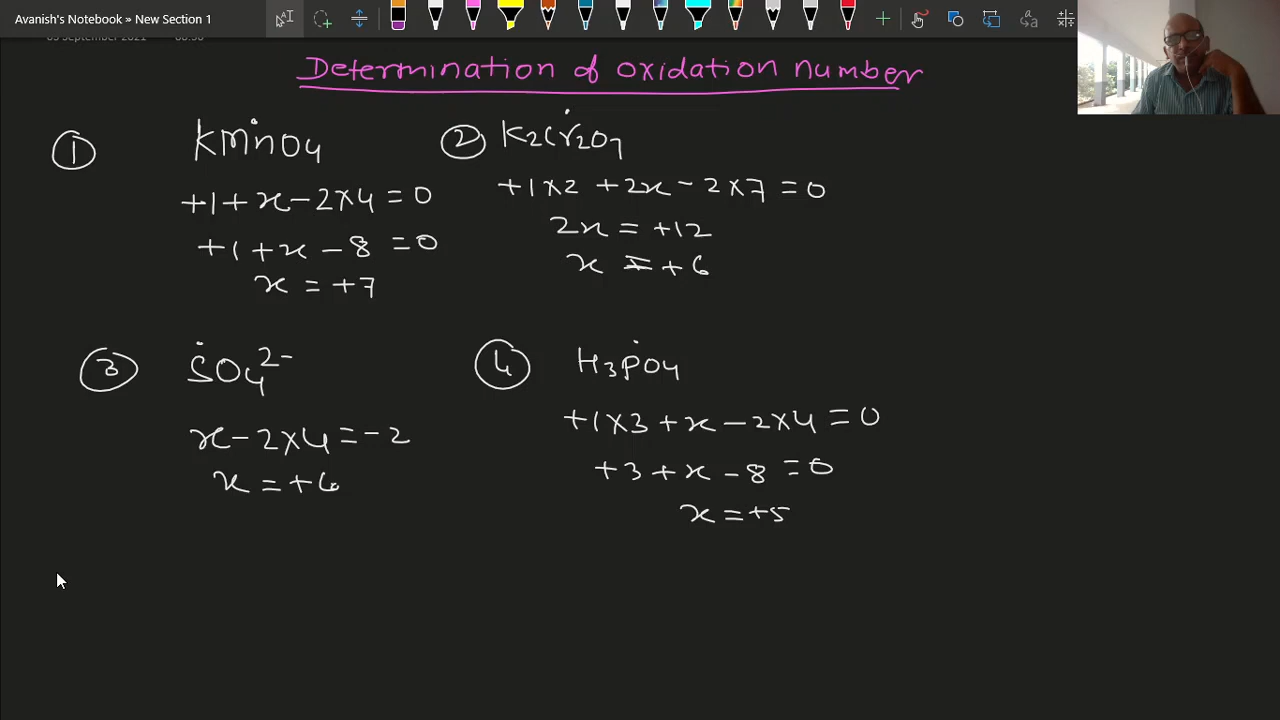 Avanish's Notebook » New Section 1
Determination of oxidation number
① KMnO4
+1+x-2×4=0
+1+x-8=0
x=+7
② K2Cr2O7
+1×2+2x-2×7=0
2x=+12
x=+6
③ SO4²⁻
x-2×4=-2
x=+6
④ H3PO4
+1×3+x-2×4=0
+3+x-8=0
x=+5